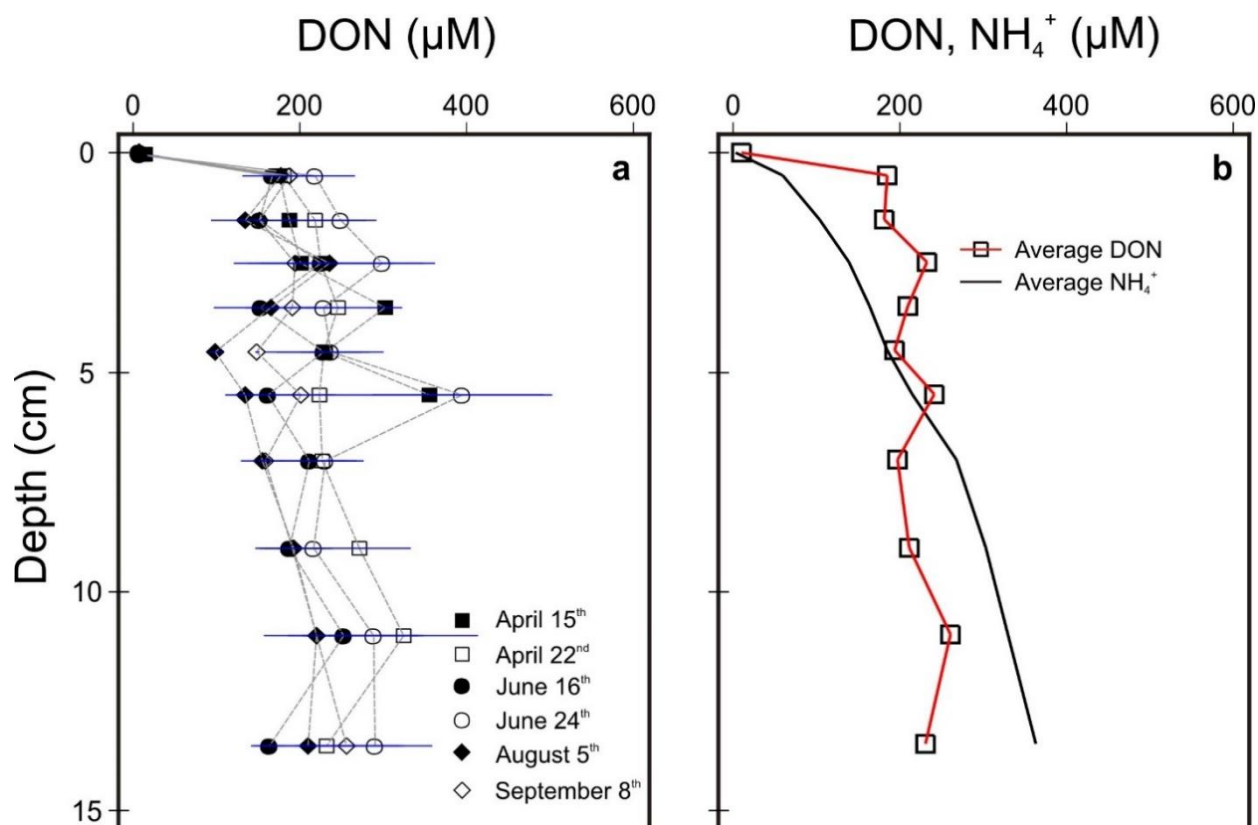 DON (µM)
DON, NH₄⁺ (µM)
0 200 400 600
0 200 400 600
a
b
0
5
10
15
Depth (cm)
April 15th
April 22nd
June 16th
June 24th
August 5th
September 8th
Average DON
Average NH₄⁺